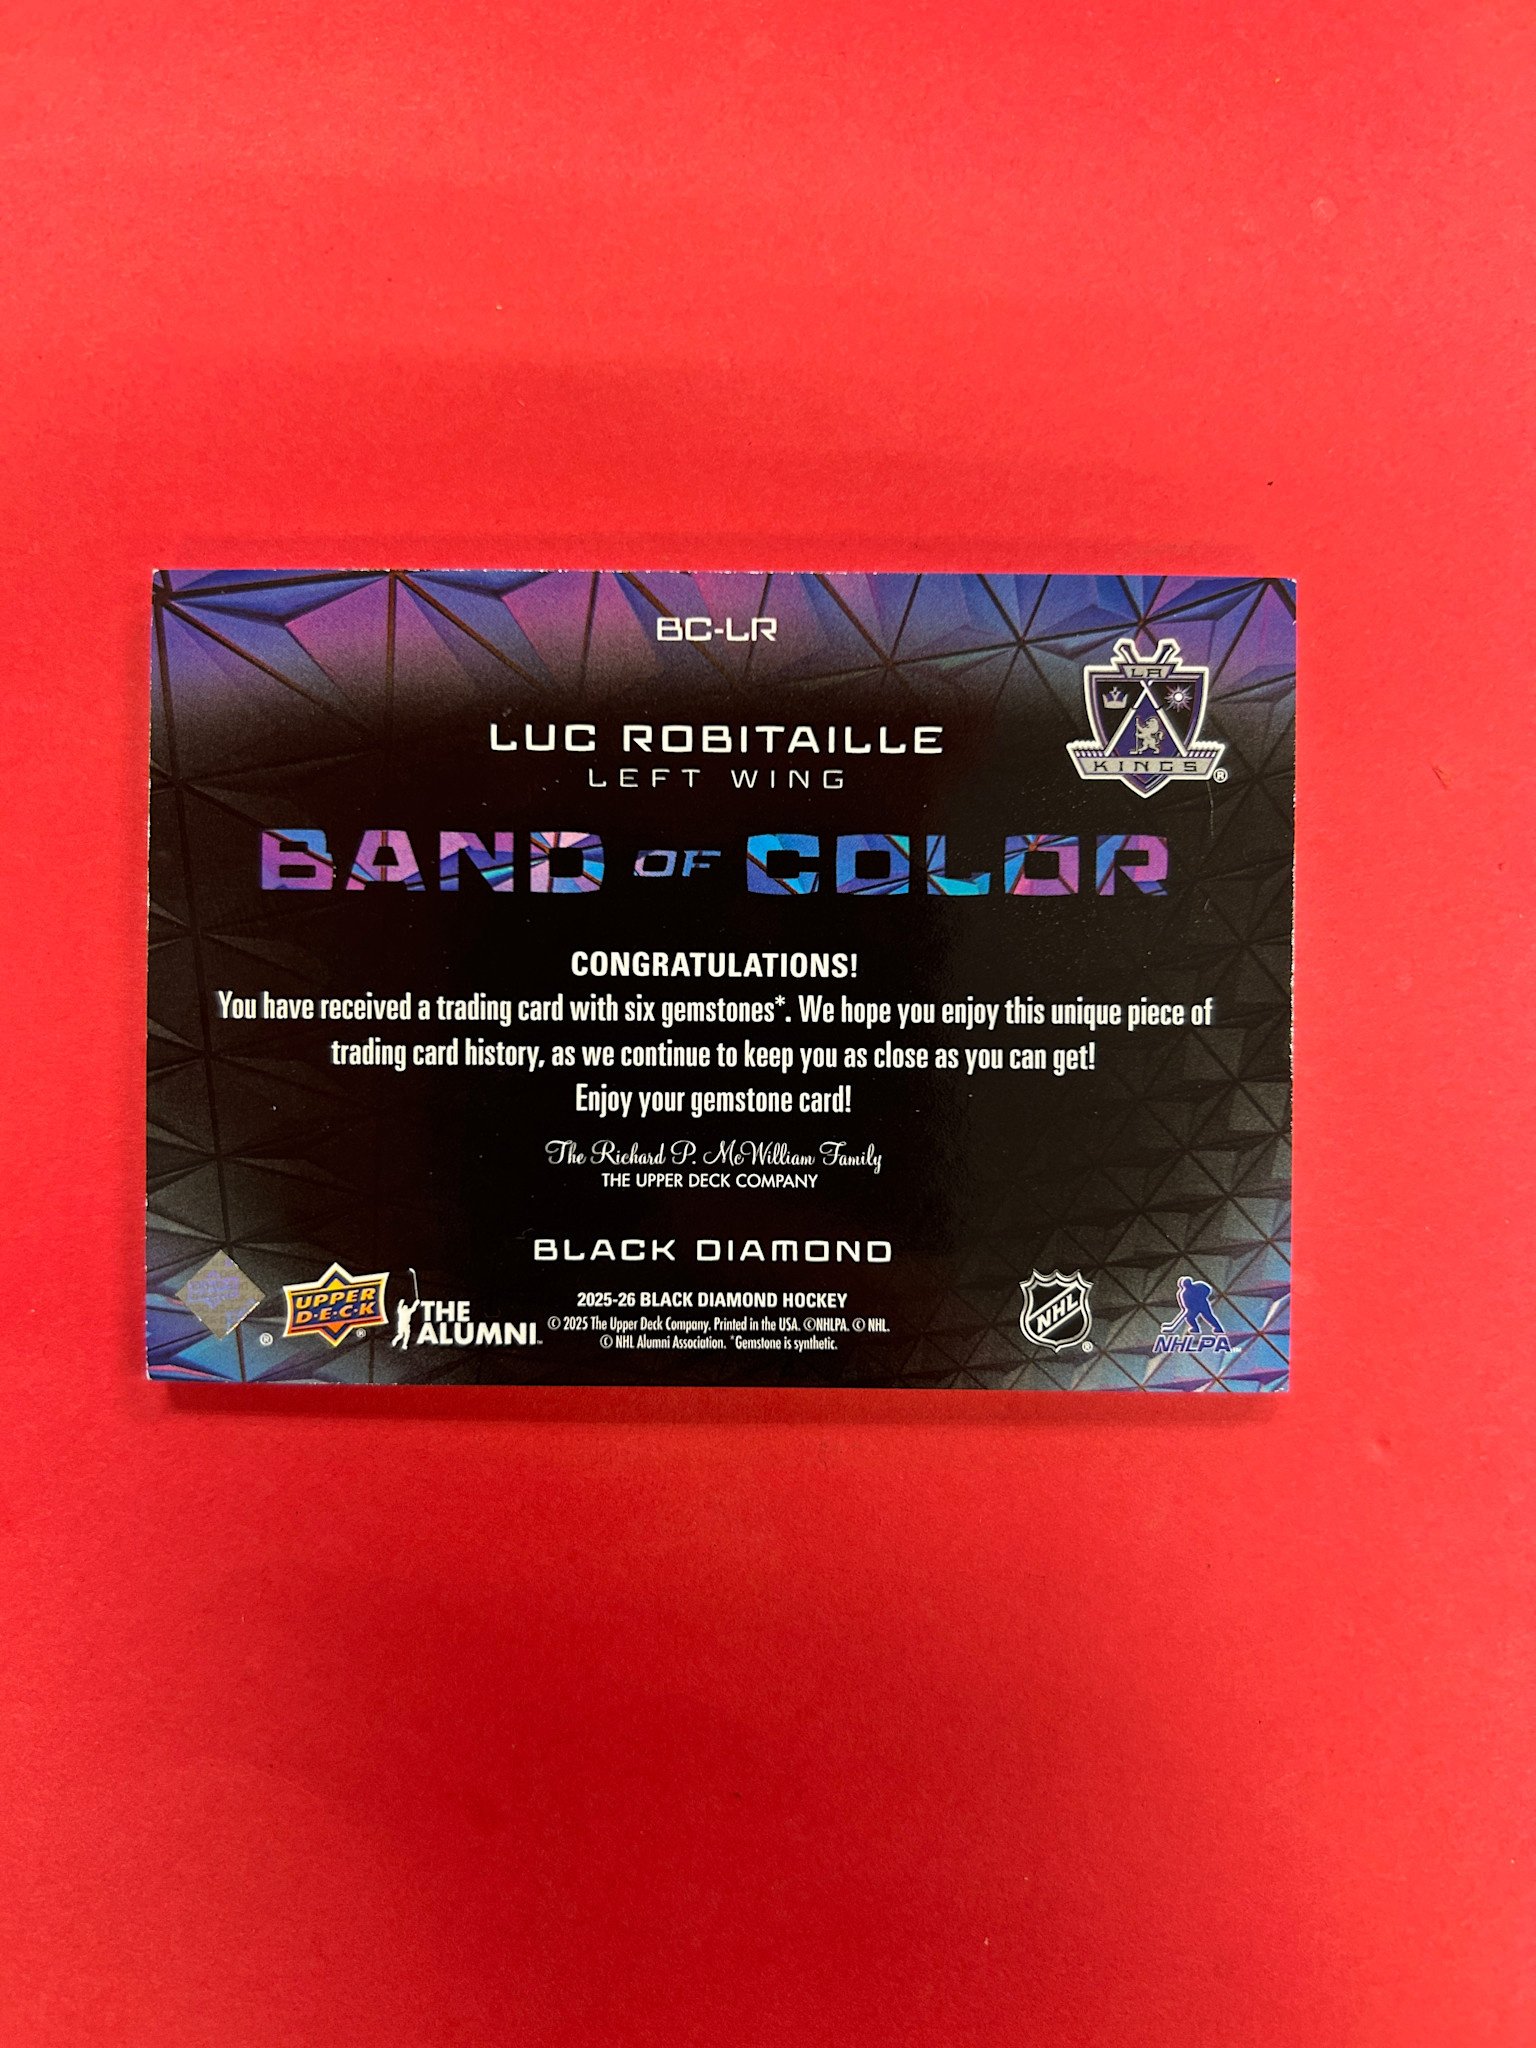 BC-LR
LUC ROBITAILLE
LEFT WING
LA
KINGS ®
BAND OF COLOR
CONGRATULATIONS!
You have received a trading card with six gemstones*. We hope you enjoy this unique piece of
trading card history, as we continue to keep you as close as you can get!
Enjoy your gemstone card!
The Richard P. McWilliam Family
THE UPPER DECK COMPANY
BLACK DIAMOND
®
UPPER
D·E·C·K ®
THE
ALUMNI™
2025-26 BLACK DIAMOND HOCKEY
© 2025 The Upper Deck Company. Printed in the USA. ©NHLPA. © NHL.
© NHL Alumni Association. *Gemstone is synthetic.
NHL ®
NHLPA™